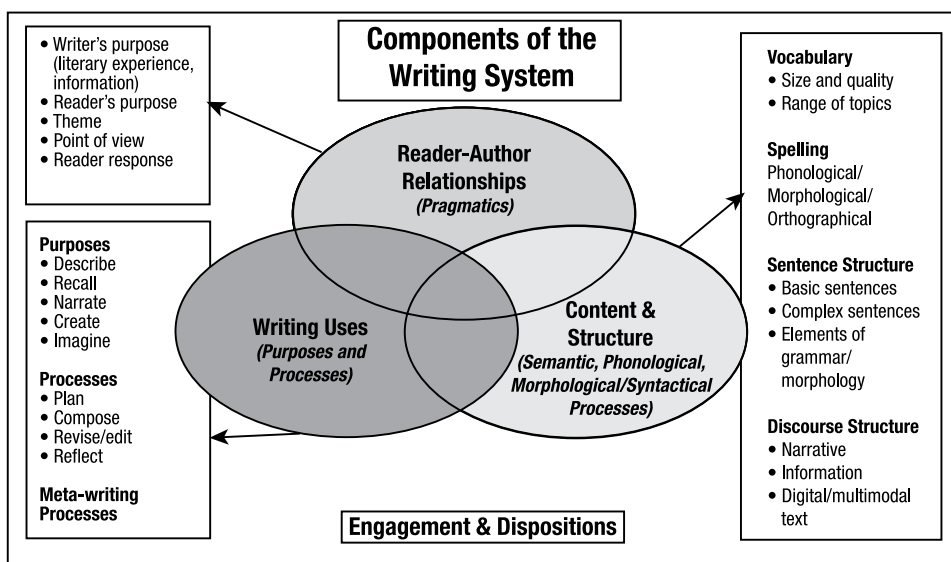 Components of the
Writing System
• Writer’s purpose
(literary experience,
information)
• Reader’s purpose
• Theme
• Point of view
• Reader response
Reader-Author
Relationships
(Pragmatics)
Purposes
• Describe
• Recall
• Narrate
• Create
• Imagine
Processes
• Plan
• Compose
• Revise/edit
• Reflect
Meta-writing
Processes
Writing Uses
(Purposes and
Processes)
Content &
Structure
(Semantic, Phonological,
Morphological/Syntactical
Processes)
Vocabulary
• Size and quality
• Range of topics
Spelling
Phonological/
Morphological/
Orthographical
Sentence Structure
• Basic sentences
• Complex sentences
• Elements of
grammar/
morphology
Discourse Structure
• Narrative
• Information
• Digital/multimodal
text
Engagement & Dispositions